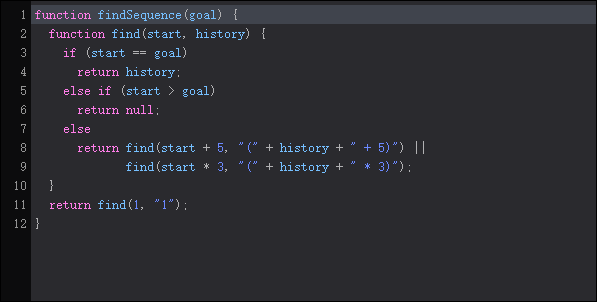 1 function findSequence(goal) {
2   function find(start, history) {
3     if (start == goal)
4       return history;
5     else if (start > goal)
6       return null;
7     else
8       return find(start + 5, "(" + history + " + 5)") ||
9              find(start * 3, "(" + history + " * 3)");
10   }
11   return find(1, "1");
12 }